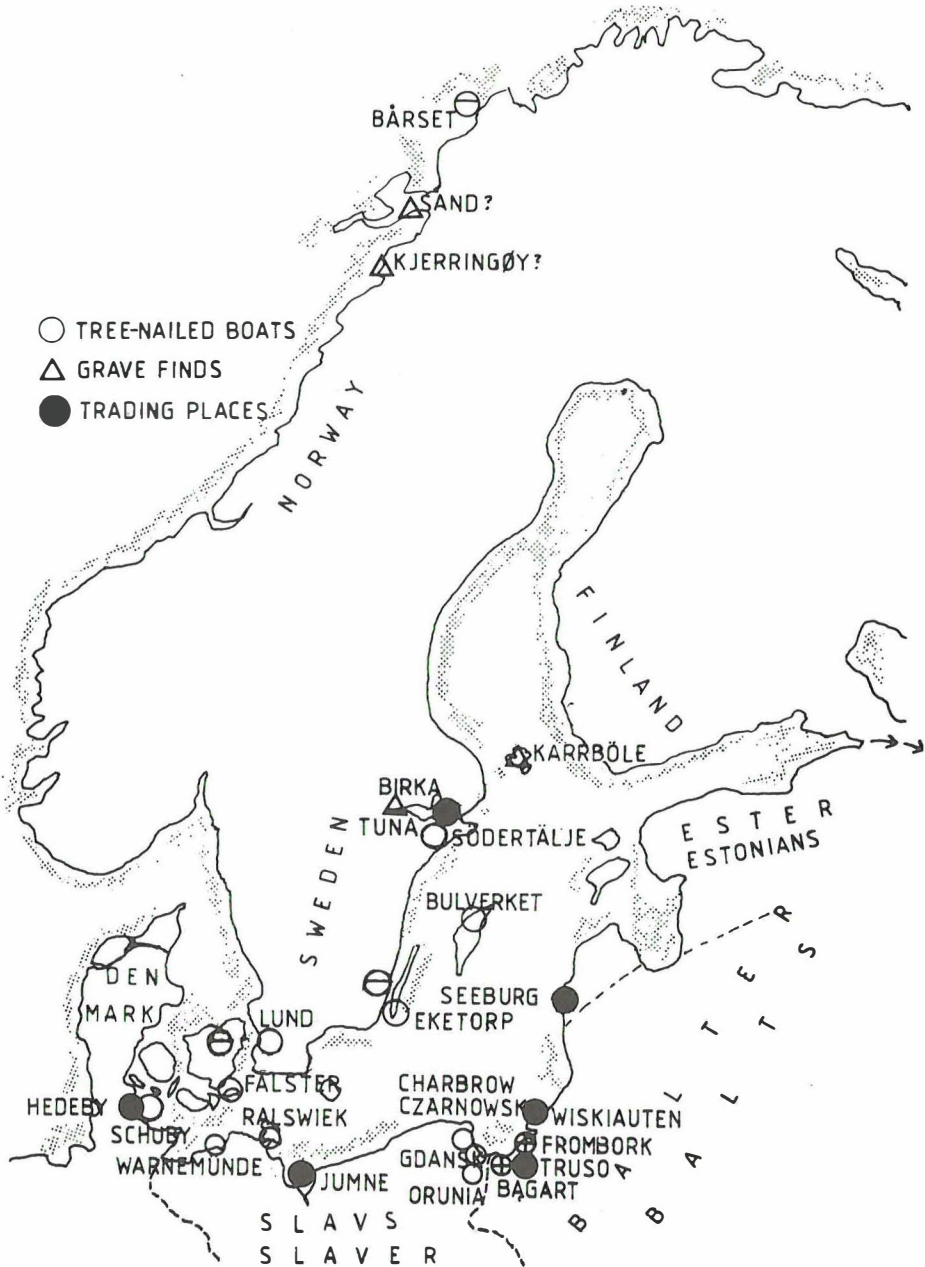 BÅRSET
SAND?
KJERRINGØY?
TREE-NAILED BOATS
GRAVE FINDS
TRADING PLACES
NORWAY
FINLAND
KARRBÖLE
BIRKA
TUNA
SÖDERTÄLJE
ESTER
ESTONIANS
SWEDEN
BULVERKET
DEN
MARK
SEEBURG
EKETORP
LUND
FALSTER
HEDEBY
RALSWIEK
SCHUBY
WARNEMÜNDE
CHARBROW
CZARNOWSK
WISKIAUTEN
FROMBORK
GDANSK
TRUSO
JUMNE
ORUNIA
BAGART
BALTER
BALTS
SLAVS
SLAVER